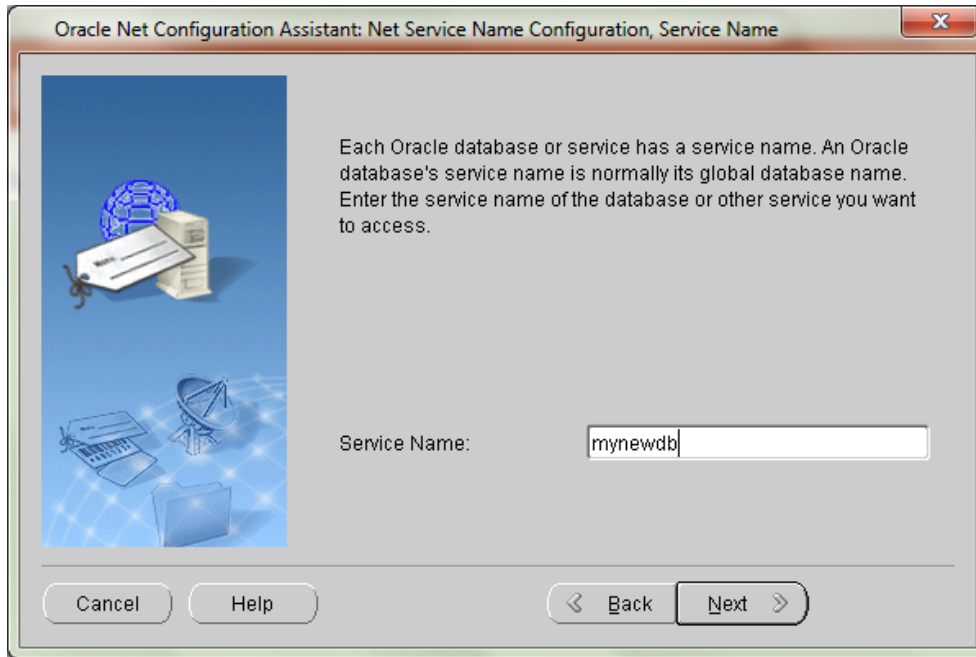 Oracle Net Configuration Assistant: Net Service Name Configuration, Service Name
Each Oracle database or service has a service name. An Oracle
database's service name is normally its global database name.
Enter the service name of the database or other service you want
to access.
Service Name: mynewdb
Cancel Help Back Next